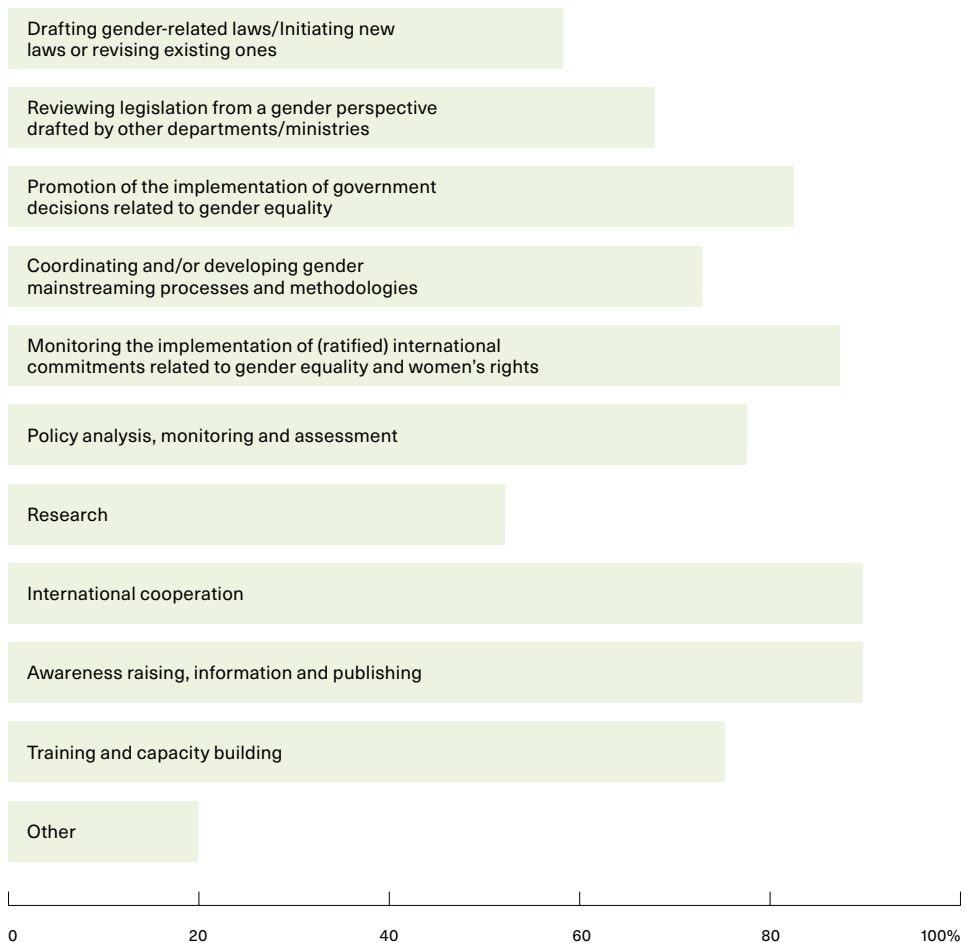 Drafting gender-related laws/Initiating new
laws or revising existing ones
Reviewing legislation from a gender perspective
drafted by other departments/ministries
Promotion of the implementation of government
decisions related to gender equality
Coordinating and/or developing gender
mainstreaming processes and methodologies
Monitoring the implementation of (ratified) international
commitments related to gender equality and women’s rights
Policy analysis, monitoring and assessment
Research
International cooperation
Awareness raising, information and publishing
Training and capacity building
Other
0 20 40 60 80 100%